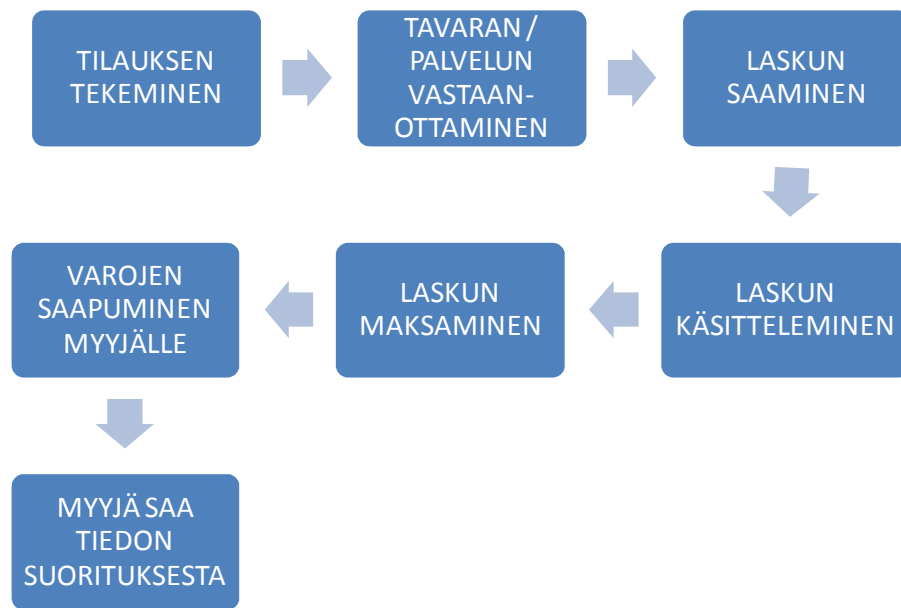 TILAUKSEN
TEKEMINEN
TAVARAN /
PALVELUN
VASTAAN-
OTTAMINEN
LASKUN
SAAMINEN
LASKUN
KÄSITTELEMINEN
LASKUN
MAKSAMINEN
VAROJEN
SAAPUMINEN
MYYJÄLLE
MYYJÄ SAA
TIEDON
SUORITUKSESTA